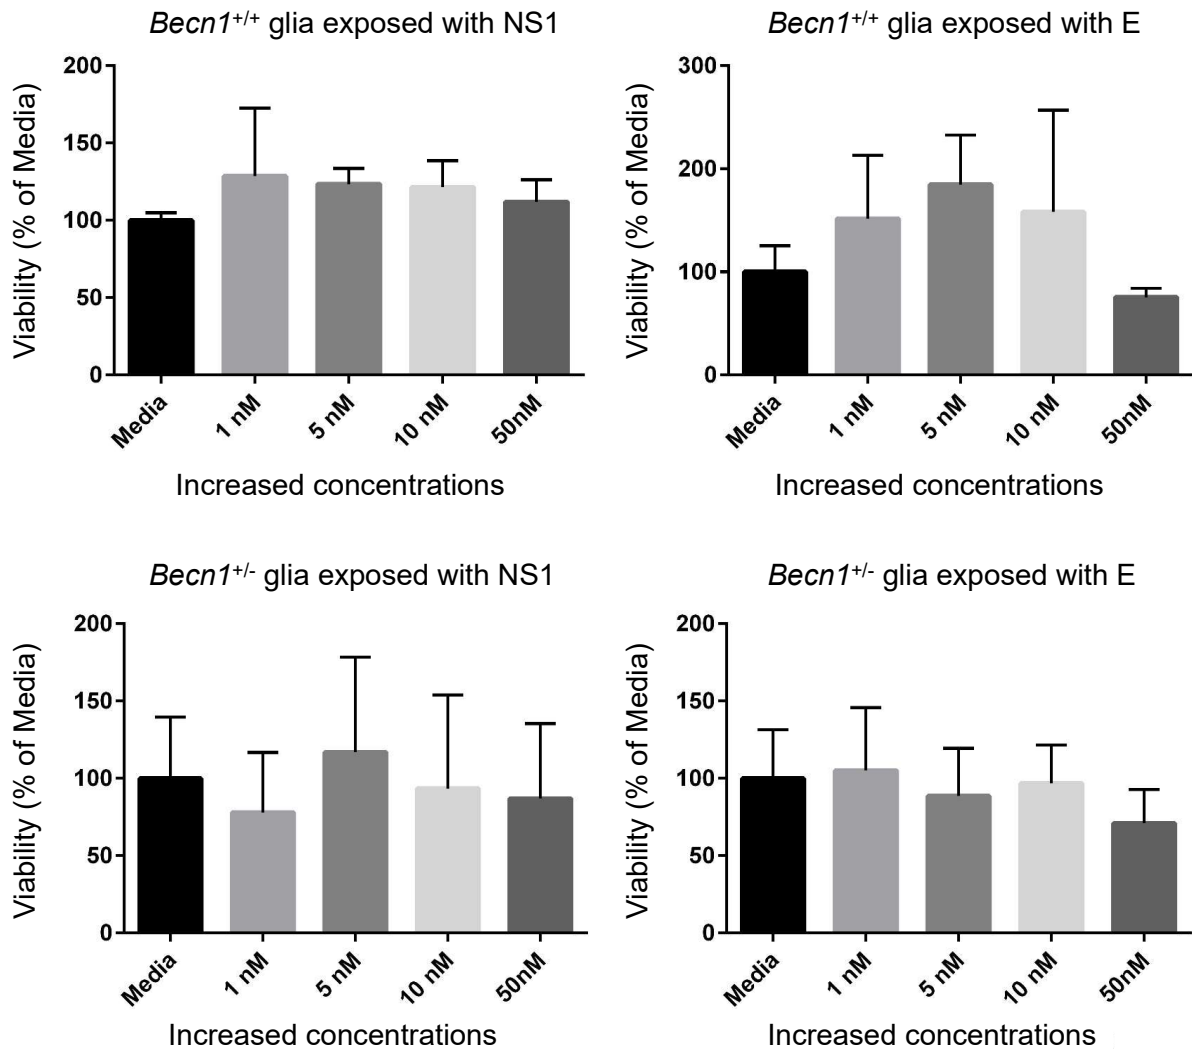 Becn1+/+ glia exposed with NS1
Viability (% of Media)
200
150
100
50
0
Media
1 nM
5 nM
10 nM
50nM
Increased concentrations
Becn1+/+ glia exposed with E
Viability (% of Media)
300
200
100
0
Media
1 nM
5 nM
10 nM
50nM
Increased concentrations
Becn1+/- glia exposed with NS1
Viability (% of Media)
200
150
100
50
0
Media
1 nM
5 nM
10 nM
50nM
Increased concentrations
Becn1+/- glia exposed with E
Viability (% of Media)
200
150
100
50
0
Media
1 nM
5 nM
10 nM
50nM
Increased concentrations